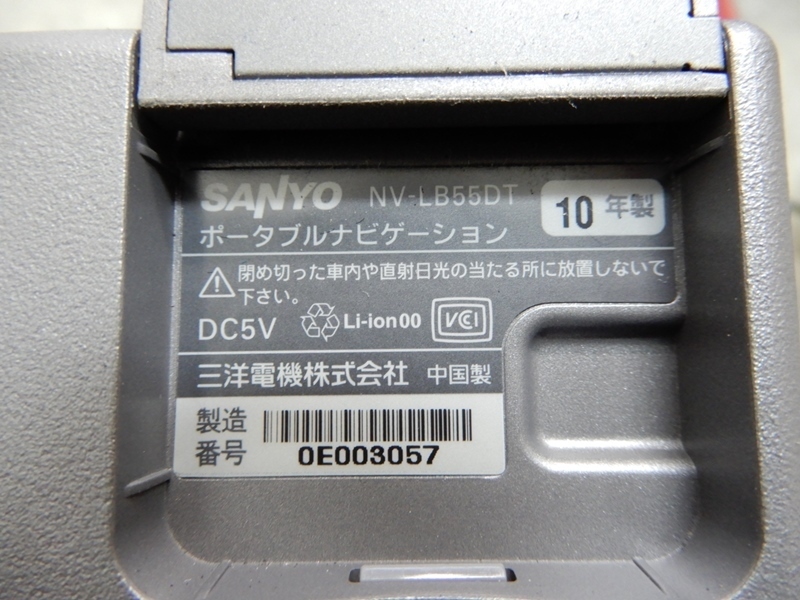 SANYO NV-LB55DT 10年製
ポータブルナビゲーション
閉め切った車内や直射日光の当たる所に放置しないで
下さい。
DC5V Li-ion00 VCI
三洋電機株式会社 中国製
製造
番号
0E003057